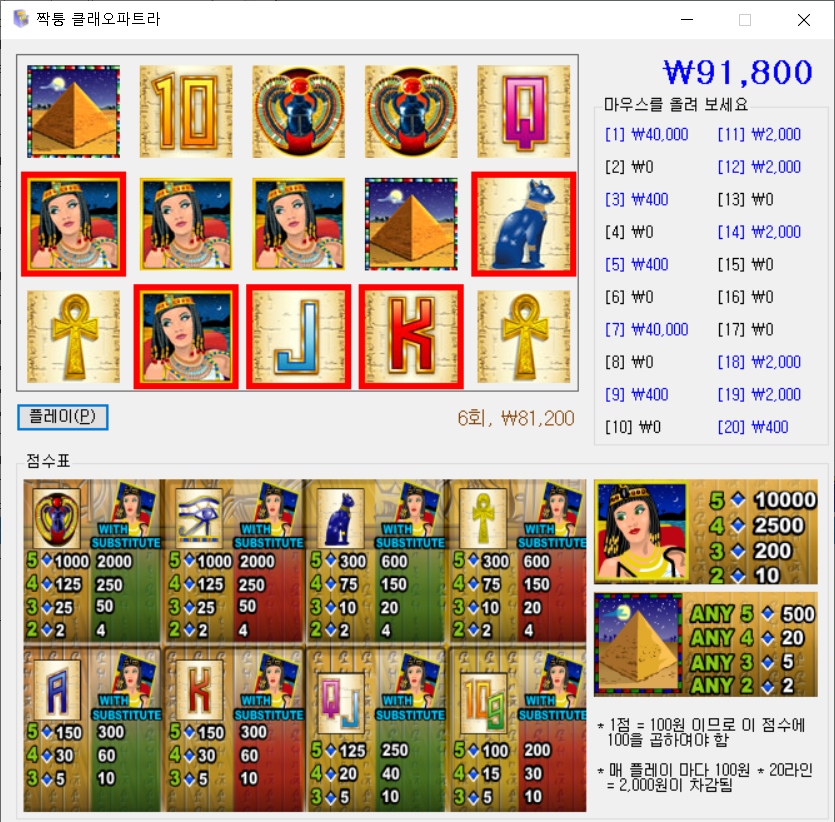 짝퉁 클래오파트라
₩91,800
마우스를 올려 보세요
10
Q
J
K
[1] ₩40,000 [11] ₩2,000
[2] ₩0 [12] ₩2,000
[3] ₩400 [13] ₩0
[4] ₩0 [14] ₩2,000
[5] ₩400 [15] ₩0
[6] ₩0 [16] ₩0
[7] ₩40,000 [17] ₩0
[8] ₩0 [18] ₩2,000
[9] ₩400 [19] ₩2,000
[10] ₩0 [20] ₩400
플레이(P)
6회, ₩81,200
점수표
WITH SUBSTITUTE
5 1000 2000
4 125 250
3 25 50
2 2 4
WITH SUBSTITUTE
5 1000 2000
4 125 250
3 25 50
2 2 4
WITH SUBSTITUTE
5 300 600
4 75 150
3 10 20
2 2 4
WITH SUBSTITUTE
5 300 600
4 75 150
3 10 20
2 2 4
5 10000
4 2500
3 200
2 10
ANY 5 500
ANY 4 20
ANY 3 5
ANY 2 2
A
WITH SUBSTITUTE
5 150 300
4 30 60
3 5 10
K
WITH SUBSTITUTE
5 150 300
4 30 60
3 5 10
Q J
WITH SUBSTITUTE
5 125 250
4 20 40
3 5 10
10 9
WITH SUBSTITUTE
5 100 200
4 15 30
3 5 10
* 1점 = 100원 이므로 이 점수에
100을 곱하여야 함
* 매 플레이 마다 100원 * 20라인
= 2,000원이 차감됨